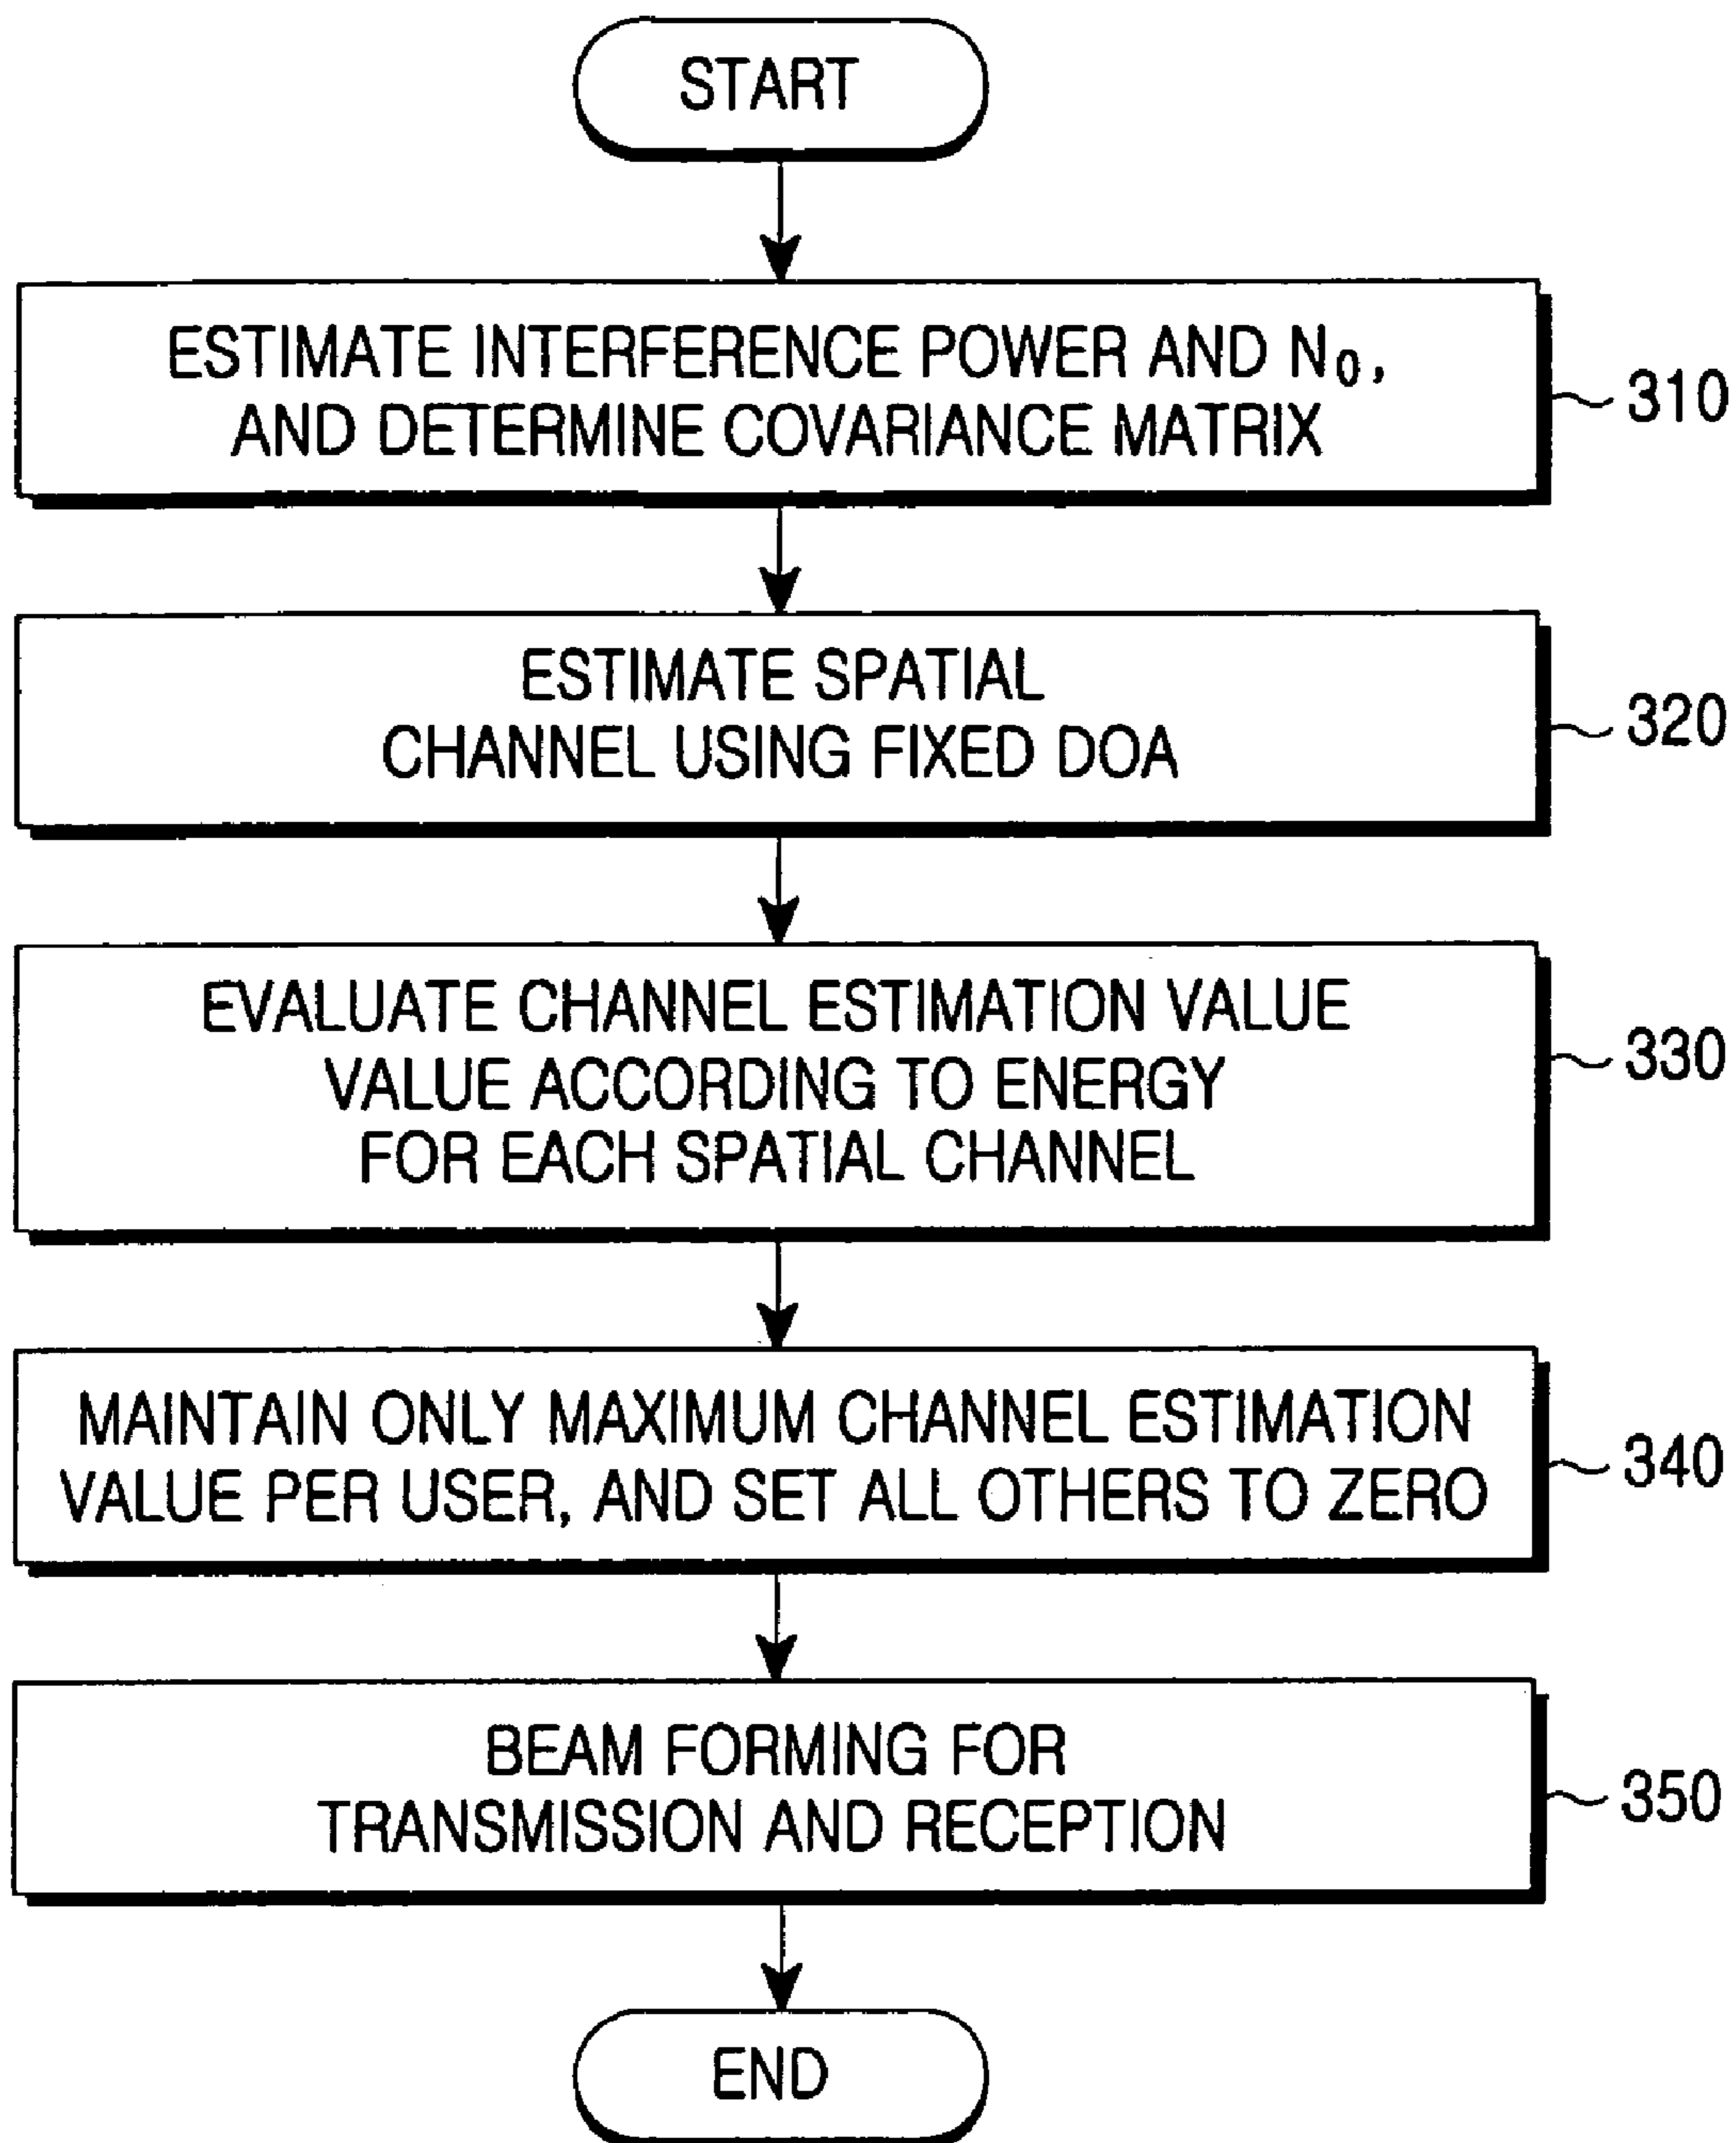 START
ESTIMATE INTERFERENCE POWER AND N₀,
AND DETERMINE COVARIANCE MATRIX
310
ESTIMATE SPATIAL
CHANNEL USING FIXED DOA
320
EVALUATE CHANNEL ESTIMATION VALUE
VALUE ACCORDING TO ENERGY
FOR EACH SPATIAL CHANNEL
330
MAINTAIN ONLY MAXIMUM CHANNEL ESTIMATION
VALUE PER USER, AND SET ALL OTHERS TO ZERO
340
BEAM FORMING FOR
TRANSMISSION AND RECEPTION
350
END